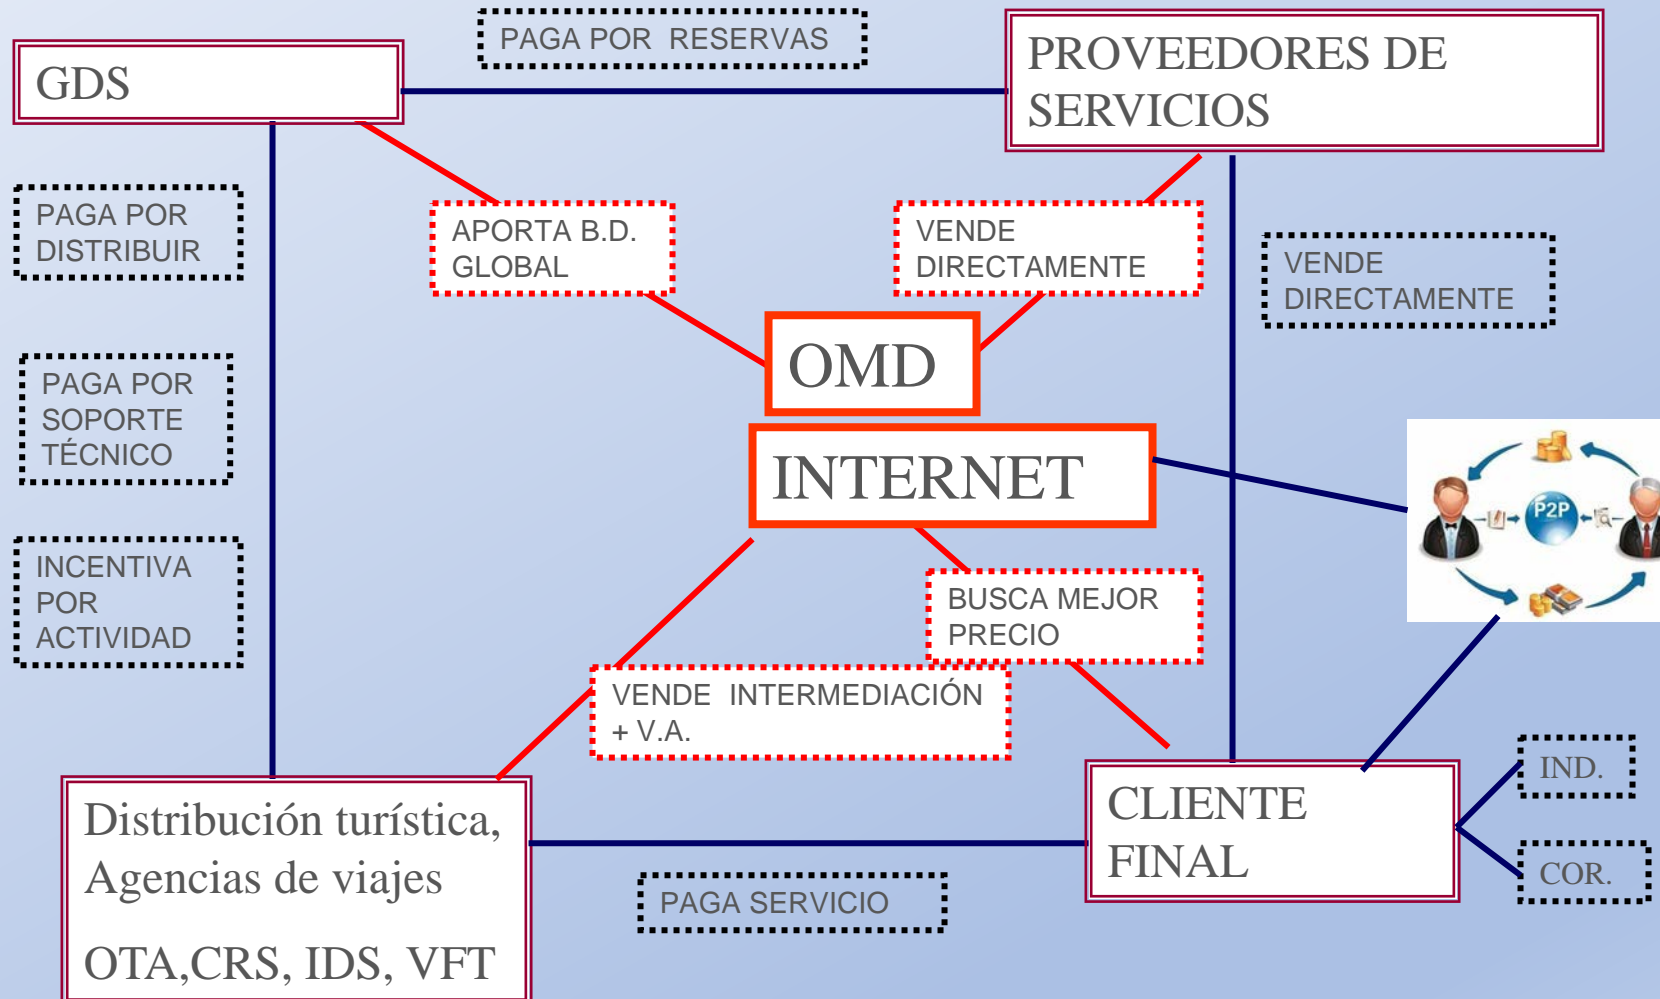 PAGA POR RESERVAS
GDS
PROVEEDORES DE
SERVICIOS
PAGA POR
DISTRIBUIR
APORTA B.D.
GLOBAL
VENDE
DIRECTAMENTE
VENDE
DIRECTAMENTE
OMD
PAGA POR
SOPORTE
TÉCNICO
INTERNET
P2P
INCENTIVA
POR
ACTIVIDAD
BUSCA MEJOR
PRECIO
VENDE INTERMEDIACIÓN
+ V.A.
Distribución turística,
Agencias de viajes
OTA,CRS, IDS, VFT
CLIENTE
FINAL
IND.
COR.
PAGA SERVICIO